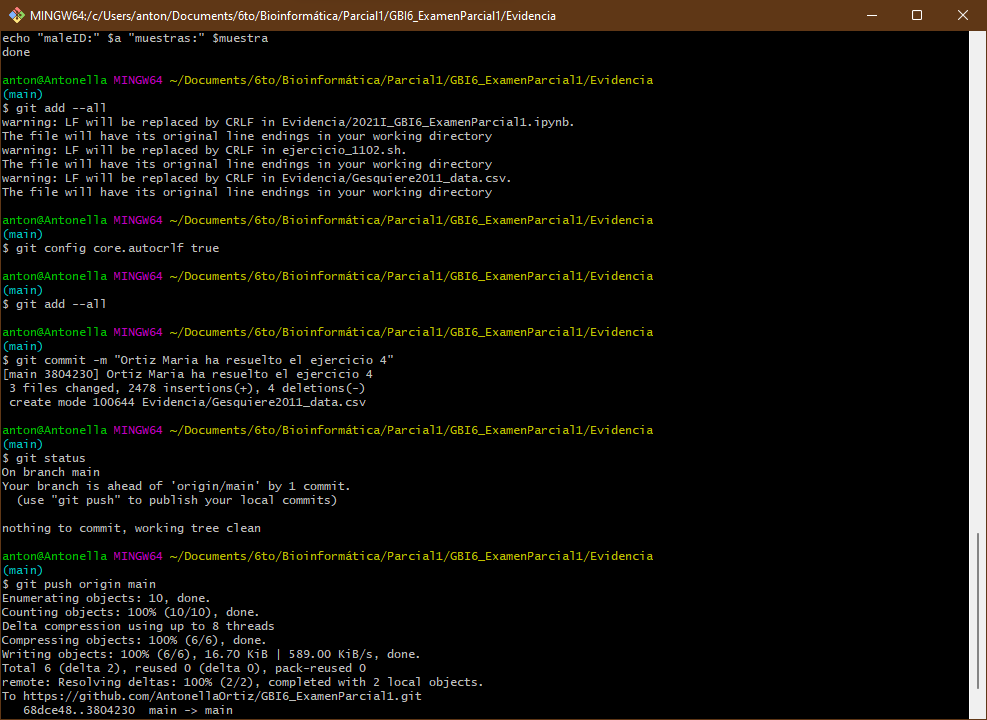 MINGW64:/c/Users/anton/Documents/6to/Bioinformática/Parcial1/GBI6_ExamenParcial1/Evidencia
echo "maleID:" $a "muestras:" $muestra
done
anton@Antonella MINGW64 ~/Documents/6to/Bioinformática/Parcial1/GBI6_ExamenParcial1/Evidencia
(main)
$ git add --all
warning: LF will be replaced by CRLF in Evidencia/2021I_GBI6_ExamenParcial1.ipynb.
The file will have its original line endings in your working directory
warning: LF will be replaced by CRLF in ejercicio_1102.sh.
The file will have its original line endings in your working directory
warning: LF will be replaced by CRLF in Evidencia/Gesquiere2011_data.csv.
The file will have its original line endings in your working directory
anton@Antonella MINGW64 ~/Documents/6to/Bioinformática/Parcial1/GBI6_ExamenParcial1/Evidencia
(main)
$ git config core.autocrlf true
anton@Antonella MINGW64 ~/Documents/6to/Bioinformática/Parcial1/GBI6_ExamenParcial1/Evidencia
(main)
$ git add --all
anton@Antonella MINGW64 ~/Documents/6to/Bioinformática/Parcial1/GBI6_ExamenParcial1/Evidencia
(main)
$ git commit -m "Ortiz Maria ha resuelto el ejercicio 4"
[main 3804230] Ortiz Maria ha resuelto el ejercicio 4
3 files changed, 2478 insertions(+), 4 deletions(-)
create mode 100644 Evidencia/Gesquiere2011_data.csv
anton@Antonella MINGW64 ~/Documents/6to/Bioinformática/Parcial1/GBI6_ExamenParcial1/Evidencia
(main)
$ git status
On branch main
Your branch is ahead of 'origin/main' by 1 commit.
(use "git push" to publish your local commits)
nothing to commit, working tree clean
anton@Antonella MINGW64 ~/Documents/6to/Bioinformática/Parcial1/GBI6_ExamenParcial1/Evidencia
(main)
$ git push origin main
Enumerating objects: 10, done.
Counting objects: 100% (10/10), done.
Delta compression using up to 8 threads
Compressing objects: 100% (6/6), done.
Writing objects: 100% (6/6), 16.70 KiB | 589.00 KiB/s, done.
Total 6 (delta 2), reused 0 (delta 0), pack-reused 0
remote: Resolving deltas: 100% (2/2), completed with 2 local objects.
To https://github.com/AntonellaOrtiz/GBI6_ExamenParcial1.git
68dce48..3804230  main -> main